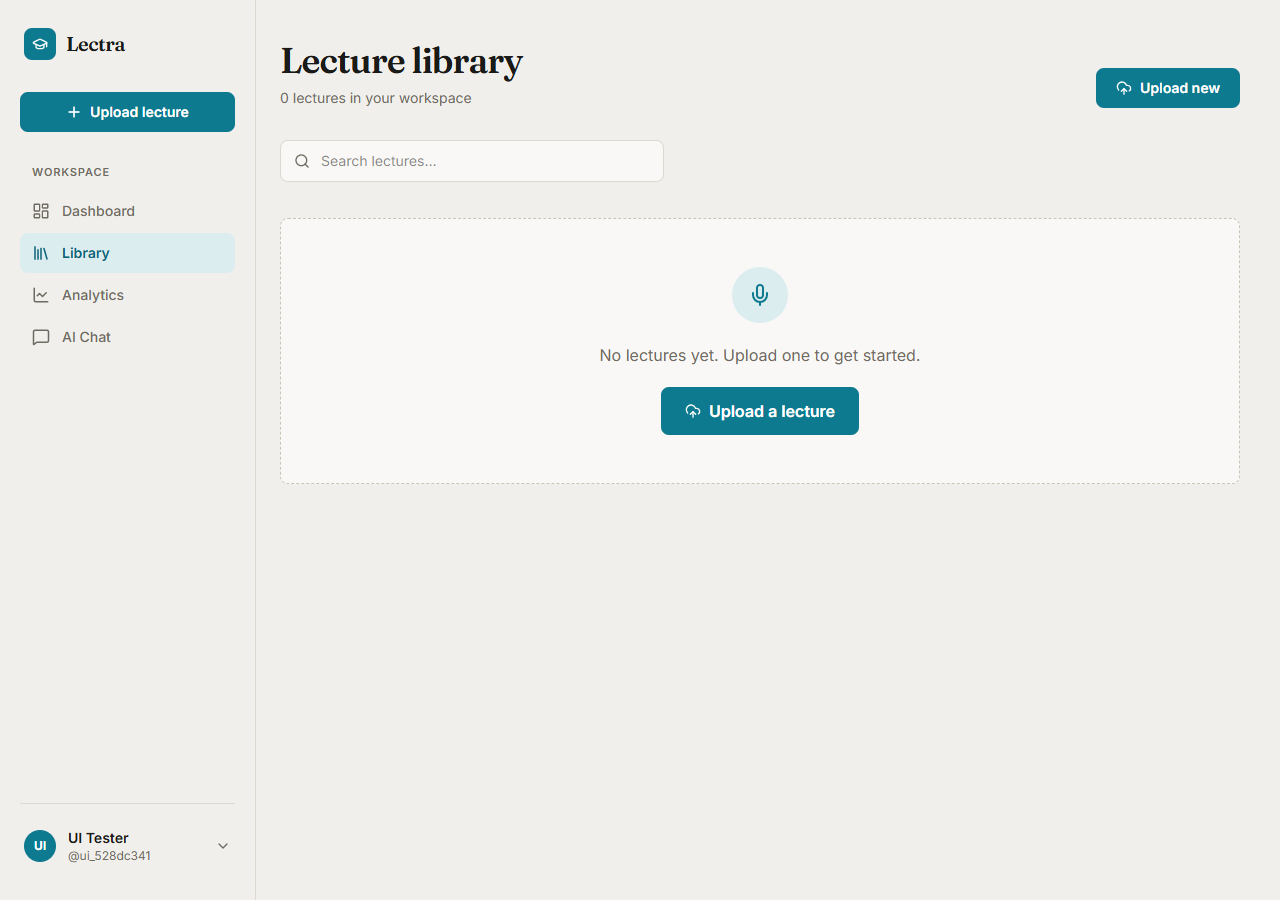 Lectra
Upload lecture
WORKSPACE
Dashboard
Library
Analytics
AI Chat
UI
UI Tester
@ui_528dc341
Lecture library
0 lectures in your workspace
Upload new
Search lectures...
No lectures yet. Upload one to get started.
Upload a lecture